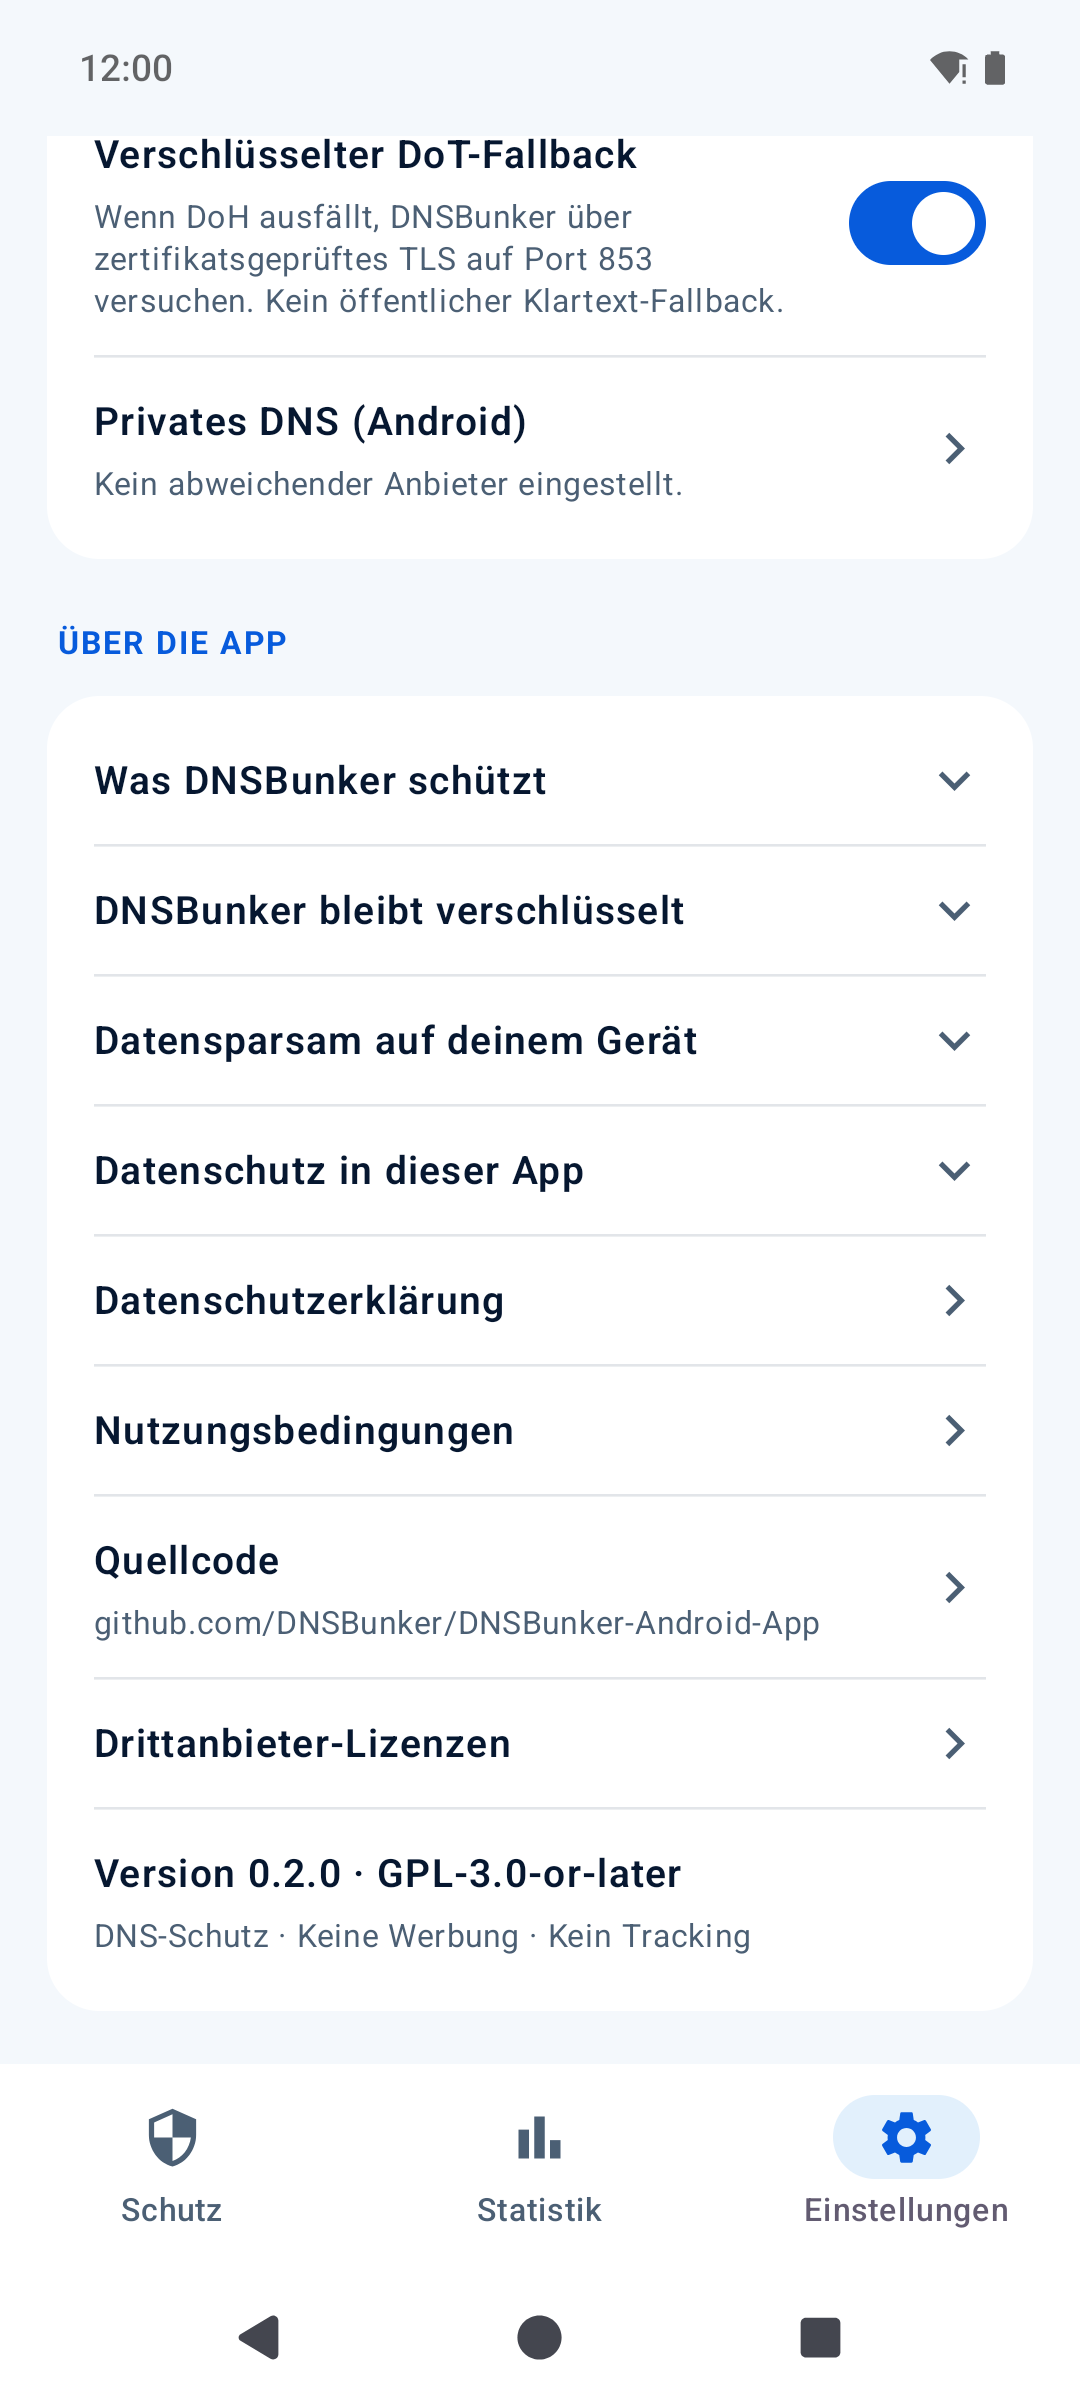 12:00
Verschlüsselter DoT-Fallback
Wenn DoH ausfällt, DNSBunker über
zertifikatsgeprüftes TLS auf Port 853
versuchen. Kein öffentlicher Klartext-Fallback.
Privates DNS (Android)
Kein abweichender Anbieter eingestellt.
ÜBER DIE APP
Was DNSBunker schützt
DNSBunker bleibt verschlüsselt
Datensparsam auf deinem Gerät
Datenschutz in dieser App
Datenschutzerklärung
Nutzungsbedingungen
Quellcode
github.com/DNSBunker/DNSBunker-Android-App
Drittanbieter-Lizenzen
Version 0.2.0 · GPL-3.0-or-later
DNS-Schutz · Keine Werbung · Kein Tracking
Schutz
Statistik
Einstellungen